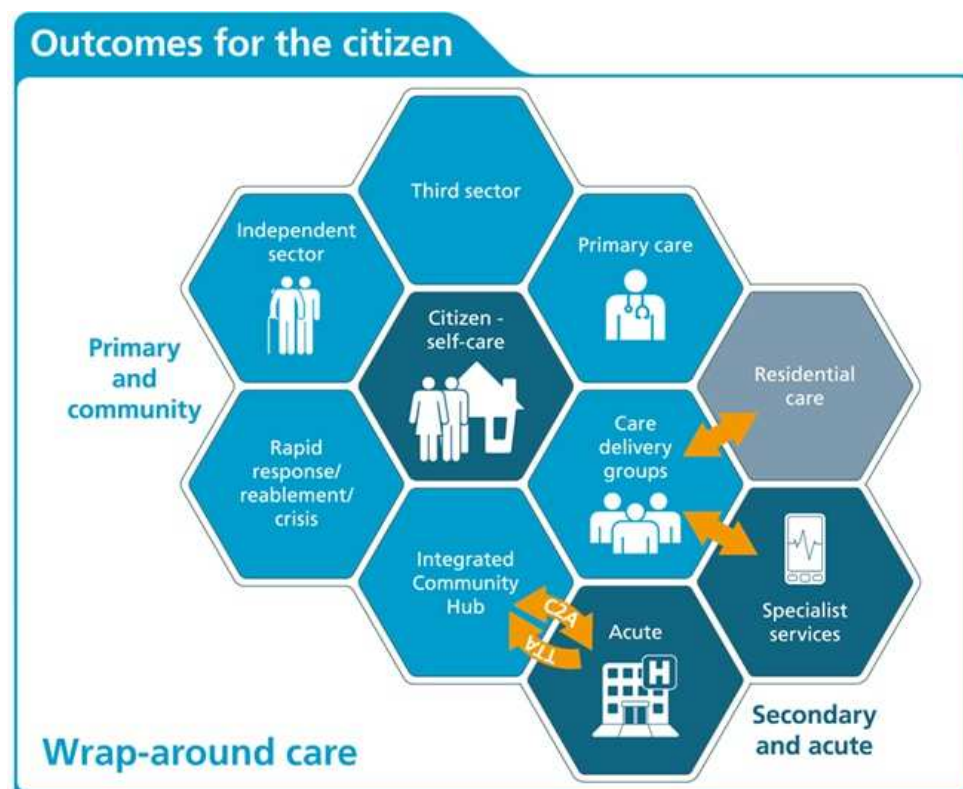 Outcomes for the citizen
Third sector
Independent
sector
Primary care
Citizen -
self-care
Primary
and
community
Residential
care
Rapid
response/
reablement/
crisis
Care
delivery
groups
Integrated
Community
Hub
C2A
TTA
Acute
H
Specialist
services
Secondary
and acute
Wrap-around care